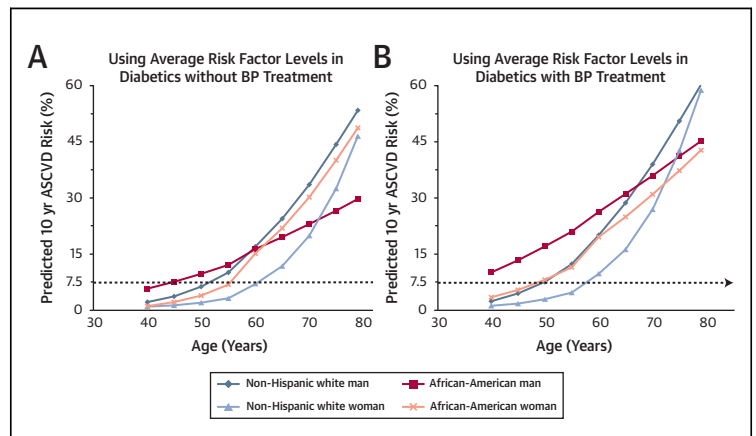 A
Using Average Risk Factor Levels in
Diabetics without BP Treatment
Predicted 10 yr ASCVD Risk (%)
60
45
30
15
7.5
0
30 40 50 60 70 80
Age (Years)
B
Using Average Risk Factor Levels in
Diabetics with BP Treatment
Predicted 10 yr ASCVD Risk (%)
60
45
30
15
7.5
0
30 40 50 60 70 80
Age (Years)
Non-Hispanic white man African-American man
Non-Hispanic white woman African-American woman